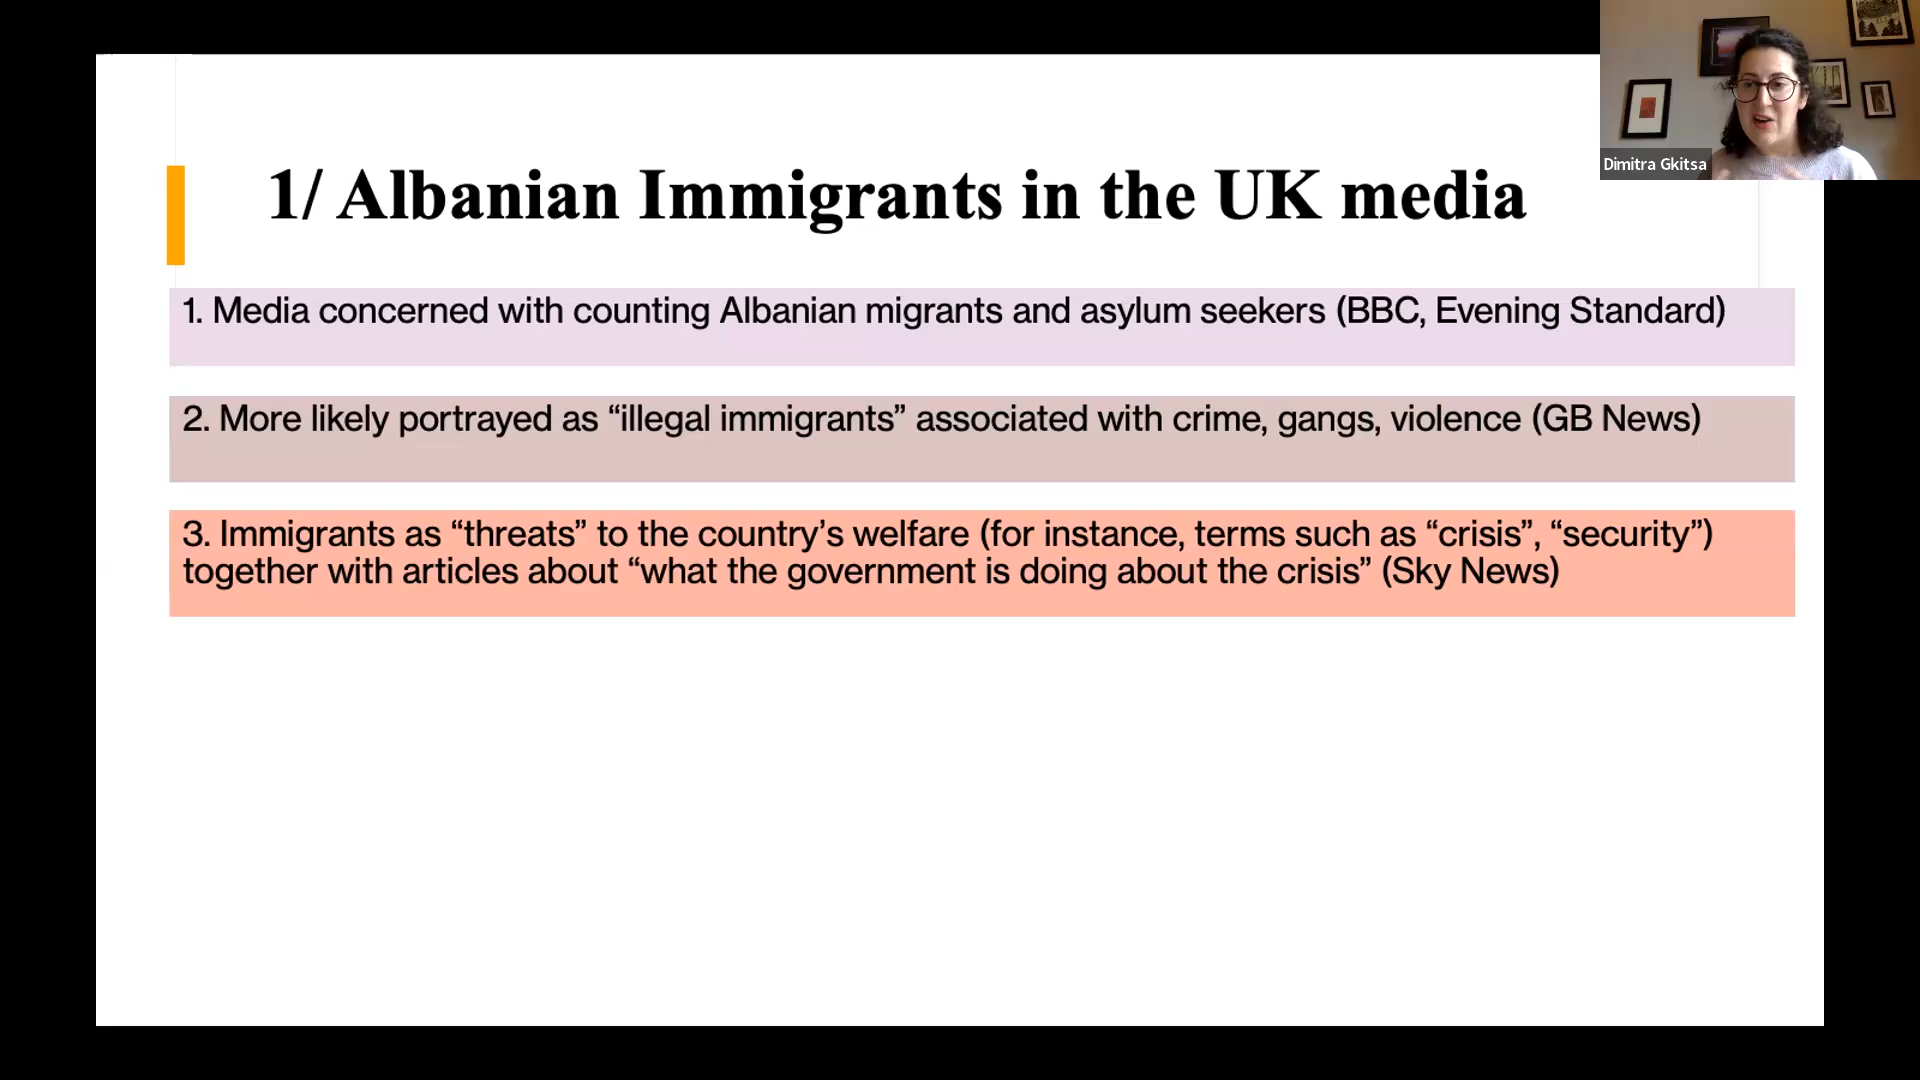 1/ Albanian Immigrants in the UK media
1. Media concerned with counting Albanian migrants and asylum seekers (BBC, Evening Standard)
2. More likely portrayed as “illegal immigrants” associated with crime, gangs, violence (GB News)
3. Immigrants as “threats” to the country’s welfare (for instance, terms such as “crisis”, “security”)
together with articles about “what the government is doing about the crisis” (Sky News)
Dimitra Gkitsa